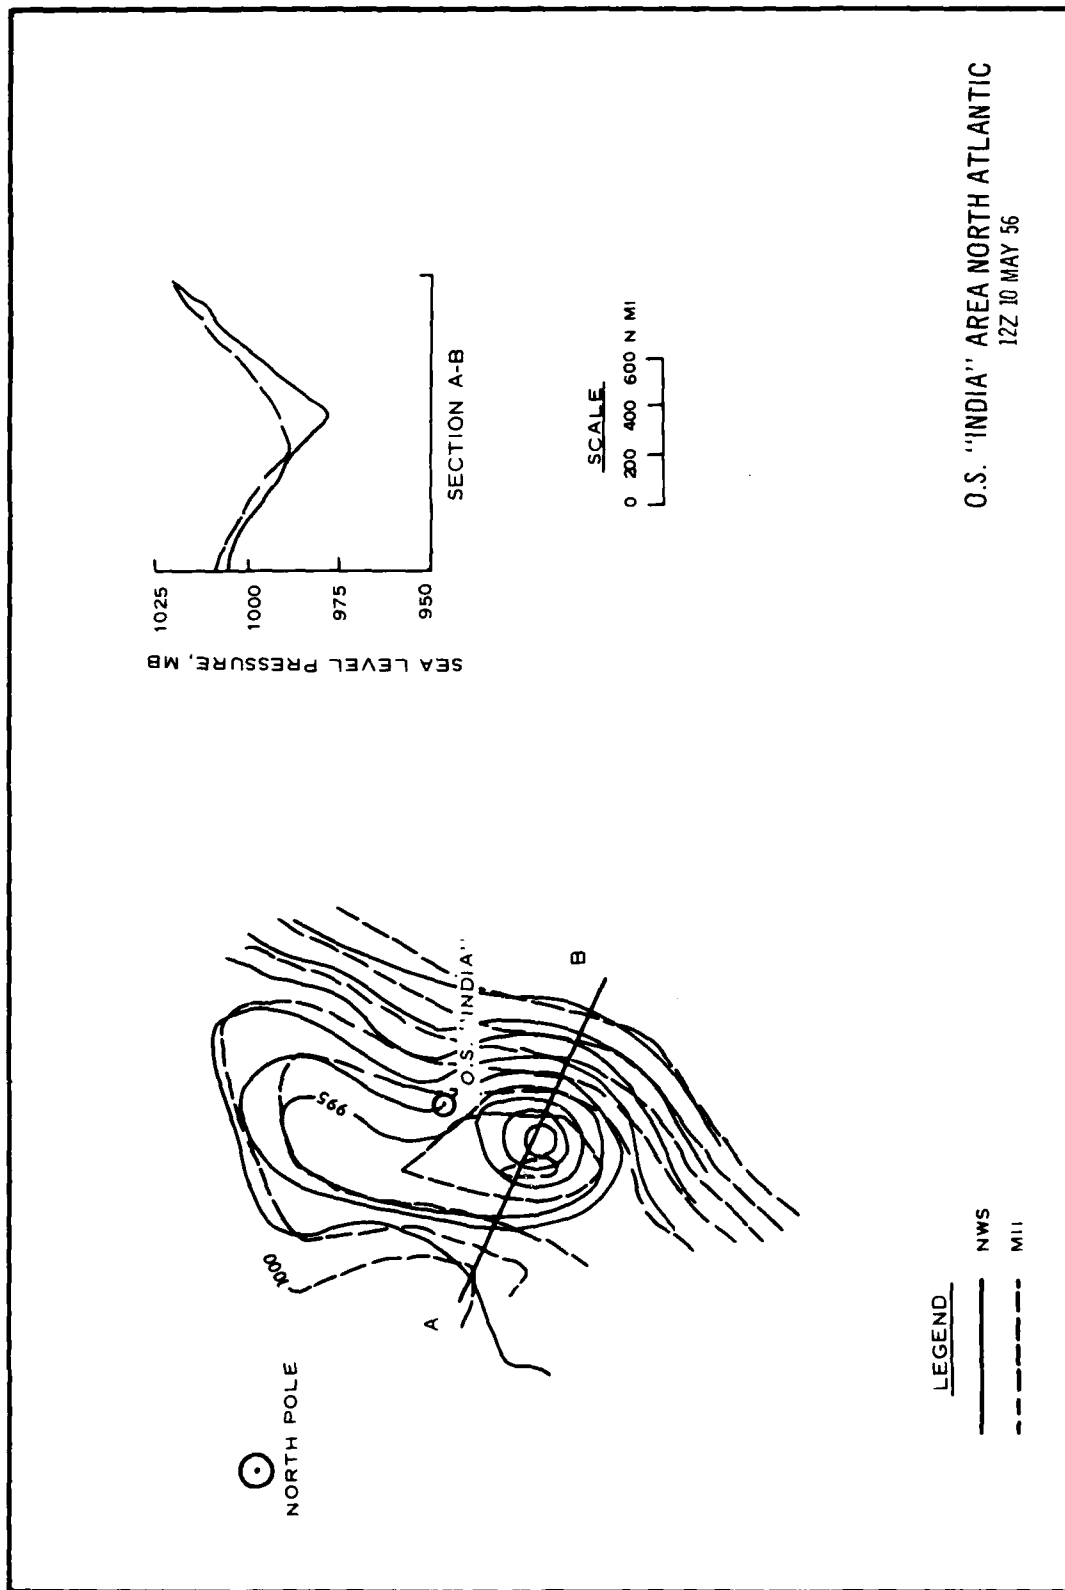 NORTH POLE
1000
995
O.S. "INDIA"
A
B
LEGEND
NWS
MII
SEA LEVEL PRESSURE, MB
1025
1000
975
950
SECTION A-B
SCALE
0 200 400 600 N MI
O.S. "INDIA" AREA NORTH ATLANTIC
12Z 10 MAY 56